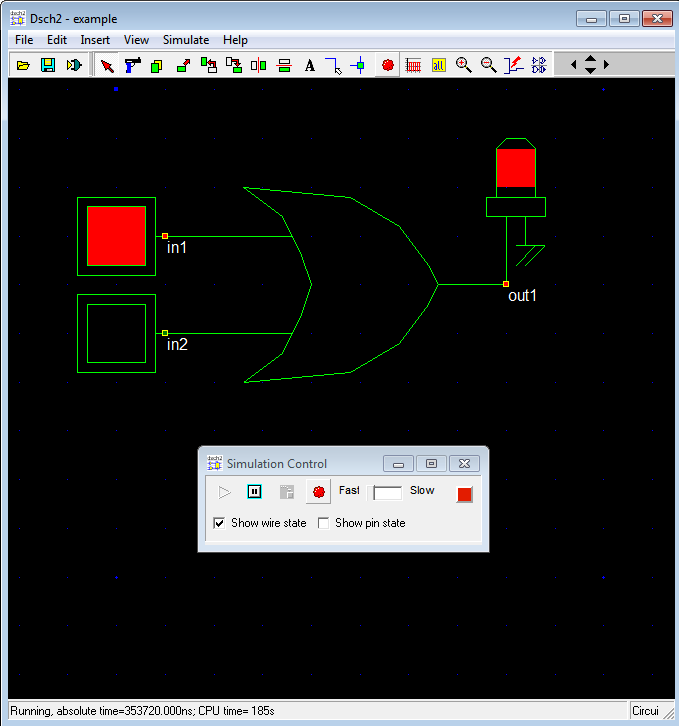 Dsch2 - example
File Edit Insert View Simulate Help
A
all
in1
out1
in2
Simulation Control
Fast Slow
Show wire state Show pin state
Running, absolute time=353720.000ns; CPU time= 185s Circui